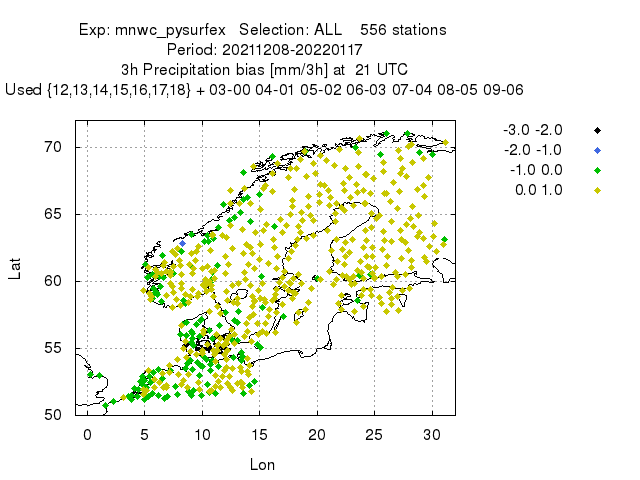 Exp: mnwc_pysurfex   Selection: ALL    556 stations
Period: 20211208-20220117
3h Precipitation bias [mm/3h] at  21 UTC
Used {12,13,14,15,16,17,18} + 03-00 04-01 05-02 06-03 07-04 08-05 09-06
-3.0 -2.0
-2.0 -1.0
-1.0 0.0
0.0 1.0
70
65
60
55
50
Lat
0 5 10 15 20 25 30
Lon